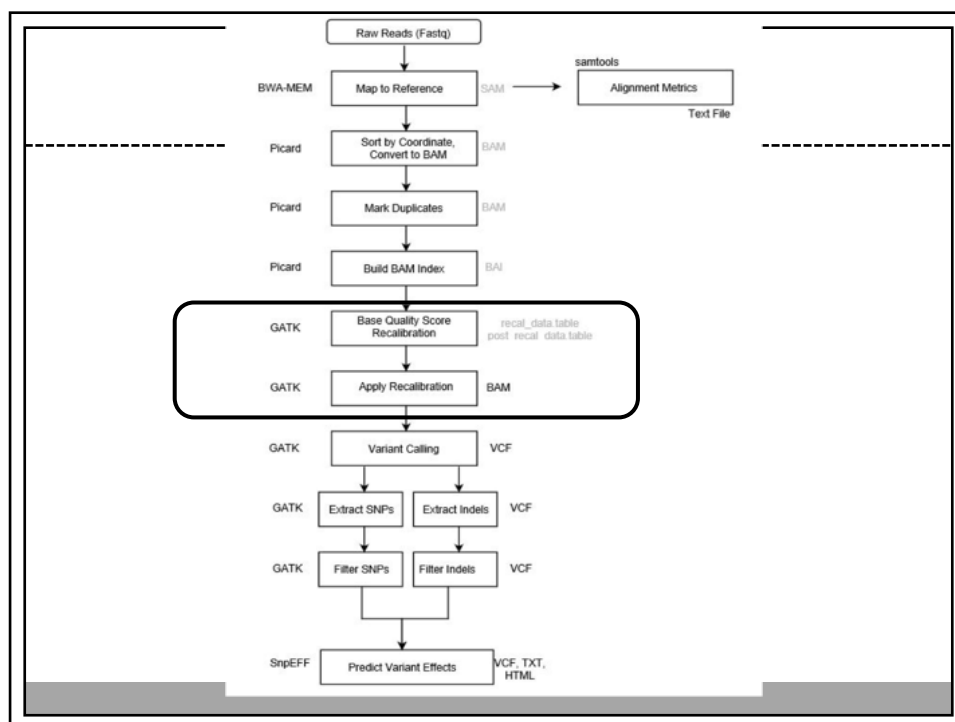 Raw Reads (Fastq)
samtools
BWA-MEM Map to Reference SAM Alignment Metrics
Text File
Picard Sort by Coordinate, BAM
Convert to BAM
Picard Mark Duplicates BAM
Picard Build BAM Index BAI
GATK Base Quality Score recal_data.table
Recalibration post_recal_data.table
GATK Apply Recalibration BAM
GATK Variant Calling VCF
GATK Extract SNPs Extract Indels VCF
GATK Filter SNPs Filter Indels VCF
SnpEFF Predict Variant Effects VCF, TXT,
HTML